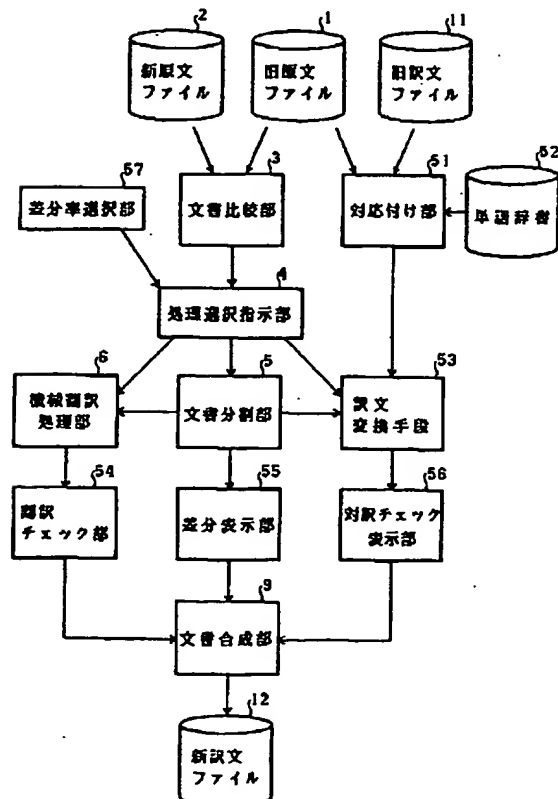 2
1
11
新原文
ファイル
旧原文
ファイル
旧訳文
ファイル
57
3
51
52
差分率選択部
文書比較部
対応付け部
単語辞書
4
処理選択指示部
6
5
53
機械翻訳
処理部
文書分割部
訳文
変換手段
54
55
56
翻訳
チェック部
差分表示部
対訳チェック
表示部
9
文書合成部
12
新訳文
ファイル